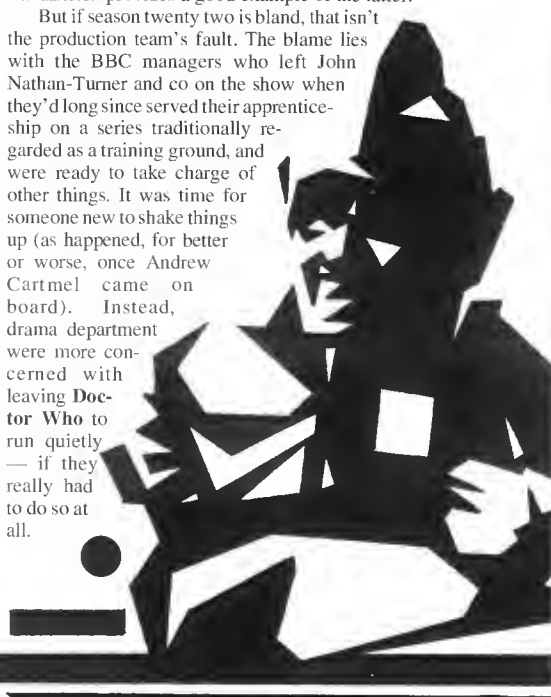 But if season twenty two is bland, that isn't
the production team's fault. The blame lies
with the BBC managers who left John
Nathan-Turner and co on the show when
they'd long since served their apprentice-
ship on a series traditionally re-
garded as a training ground, and
were ready to take charge of
other things. It was time for
someone new to shake things
up (as happened, for better
or worse, once Andrew
Cartmel came on
board). Instead,
drama department
were more con-
cerned with
leaving Doc-
tor Who to
run quietly
— if they
really had
to do so at
all.